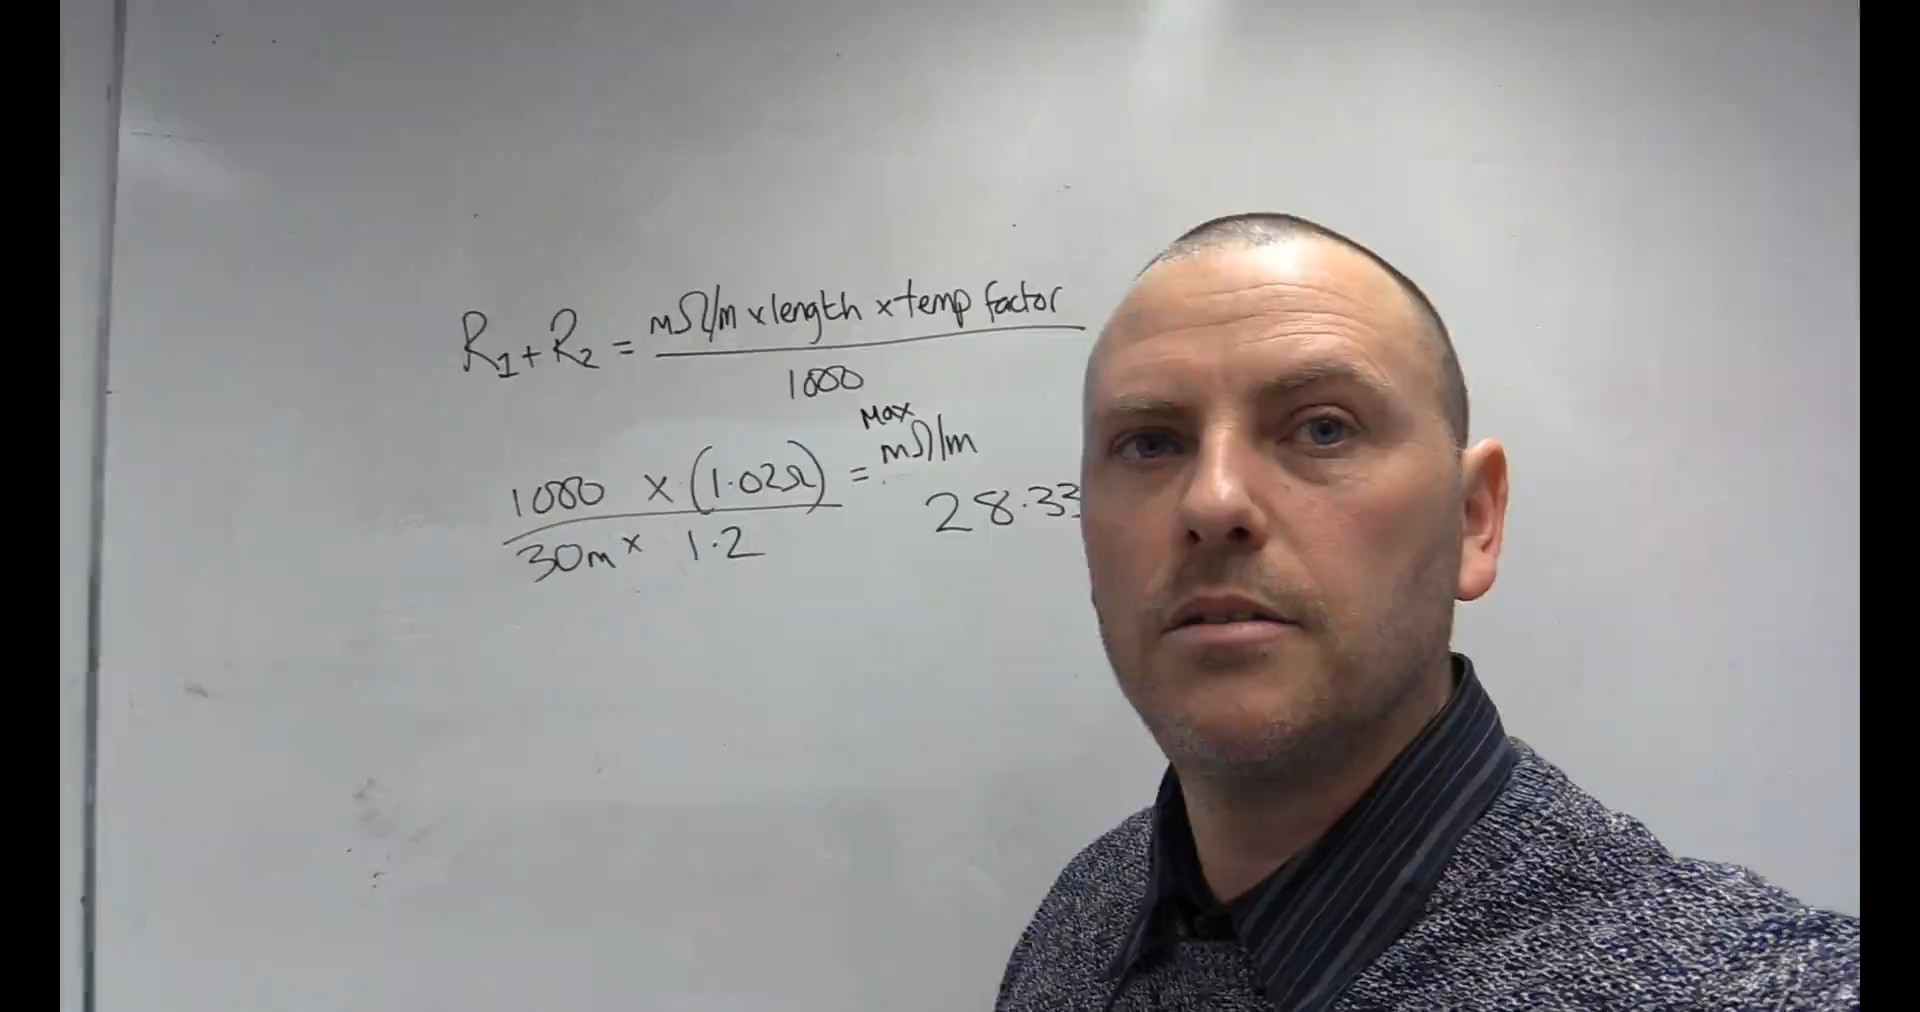 R1+R2 = mΩ/m x length x temp factor
1000
Max
1000 x (1.02Ω) = mΩ/m
30m x 1.2
28.33